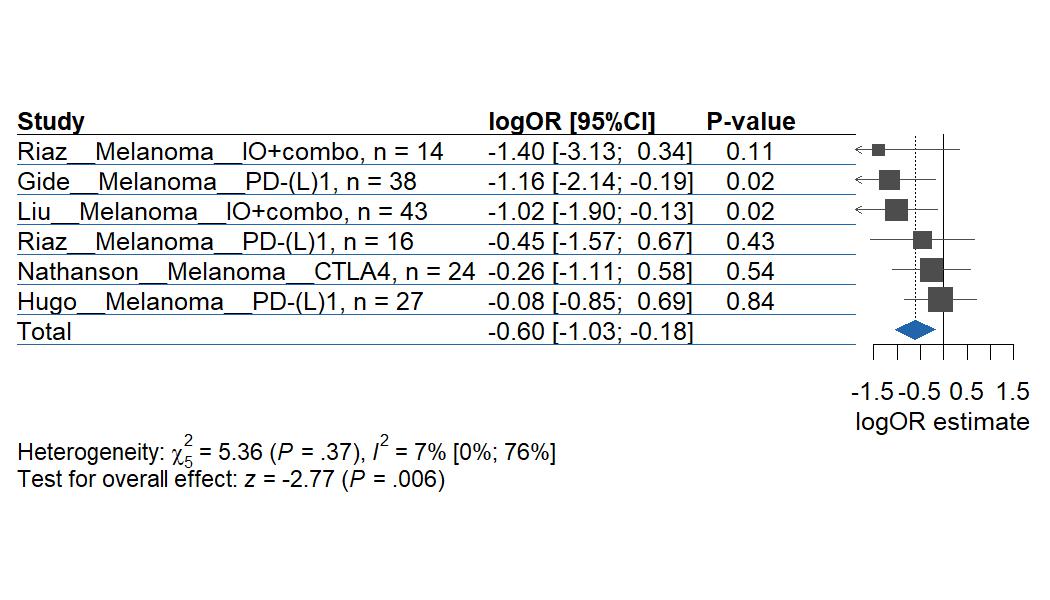 Study logOR [95%CI] P-value
Riaz__Melanoma__IO+combo, n = 14 -1.40 [-3.13; 0.34] 0.11
Gide__Melanoma__PD-(L)1, n = 38 -1.16 [-2.14; -0.19] 0.02
Liu__Melanoma__IO+combo, n = 43 -1.02 [-1.90; -0.13] 0.02
Riaz__Melanoma__PD-(L)1, n = 16 -0.45 [-1.57; 0.67] 0.43
Nathanson__Melanoma__CTLA4, n = 24 -0.26 [-1.11; 0.58] 0.54
Hugo__Melanoma__PD-(L)1, n = 27 -0.08 [-0.85; 0.69] 0.84
Total -0.60 [-1.03; -0.18]
-1.5 -0.5 0.5 1.5
logOR estimate
Heterogeneity: χ²₅ = 5.36 (P = .37), I² = 7% [0%; 76%]
Test for overall effect: z = -2.77 (P = .006)